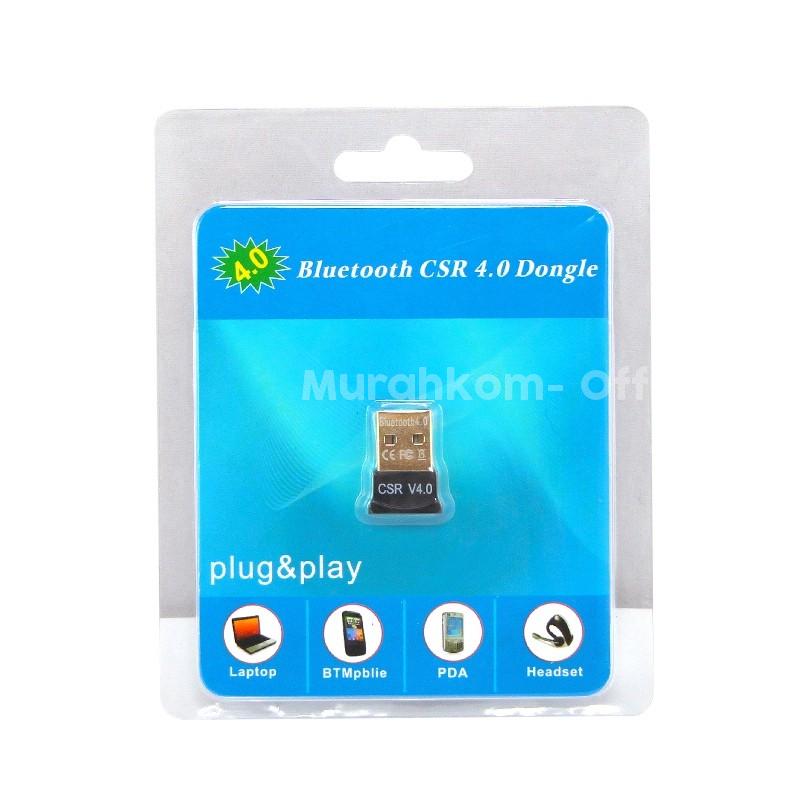 4.0
Bluetooth CSR 4.0 Dongle
Murahkom- Off
Bluetooth4.0
CE FC
CSR V4.0
plug&play
Laptop
BTMpblie
PDA
Headset